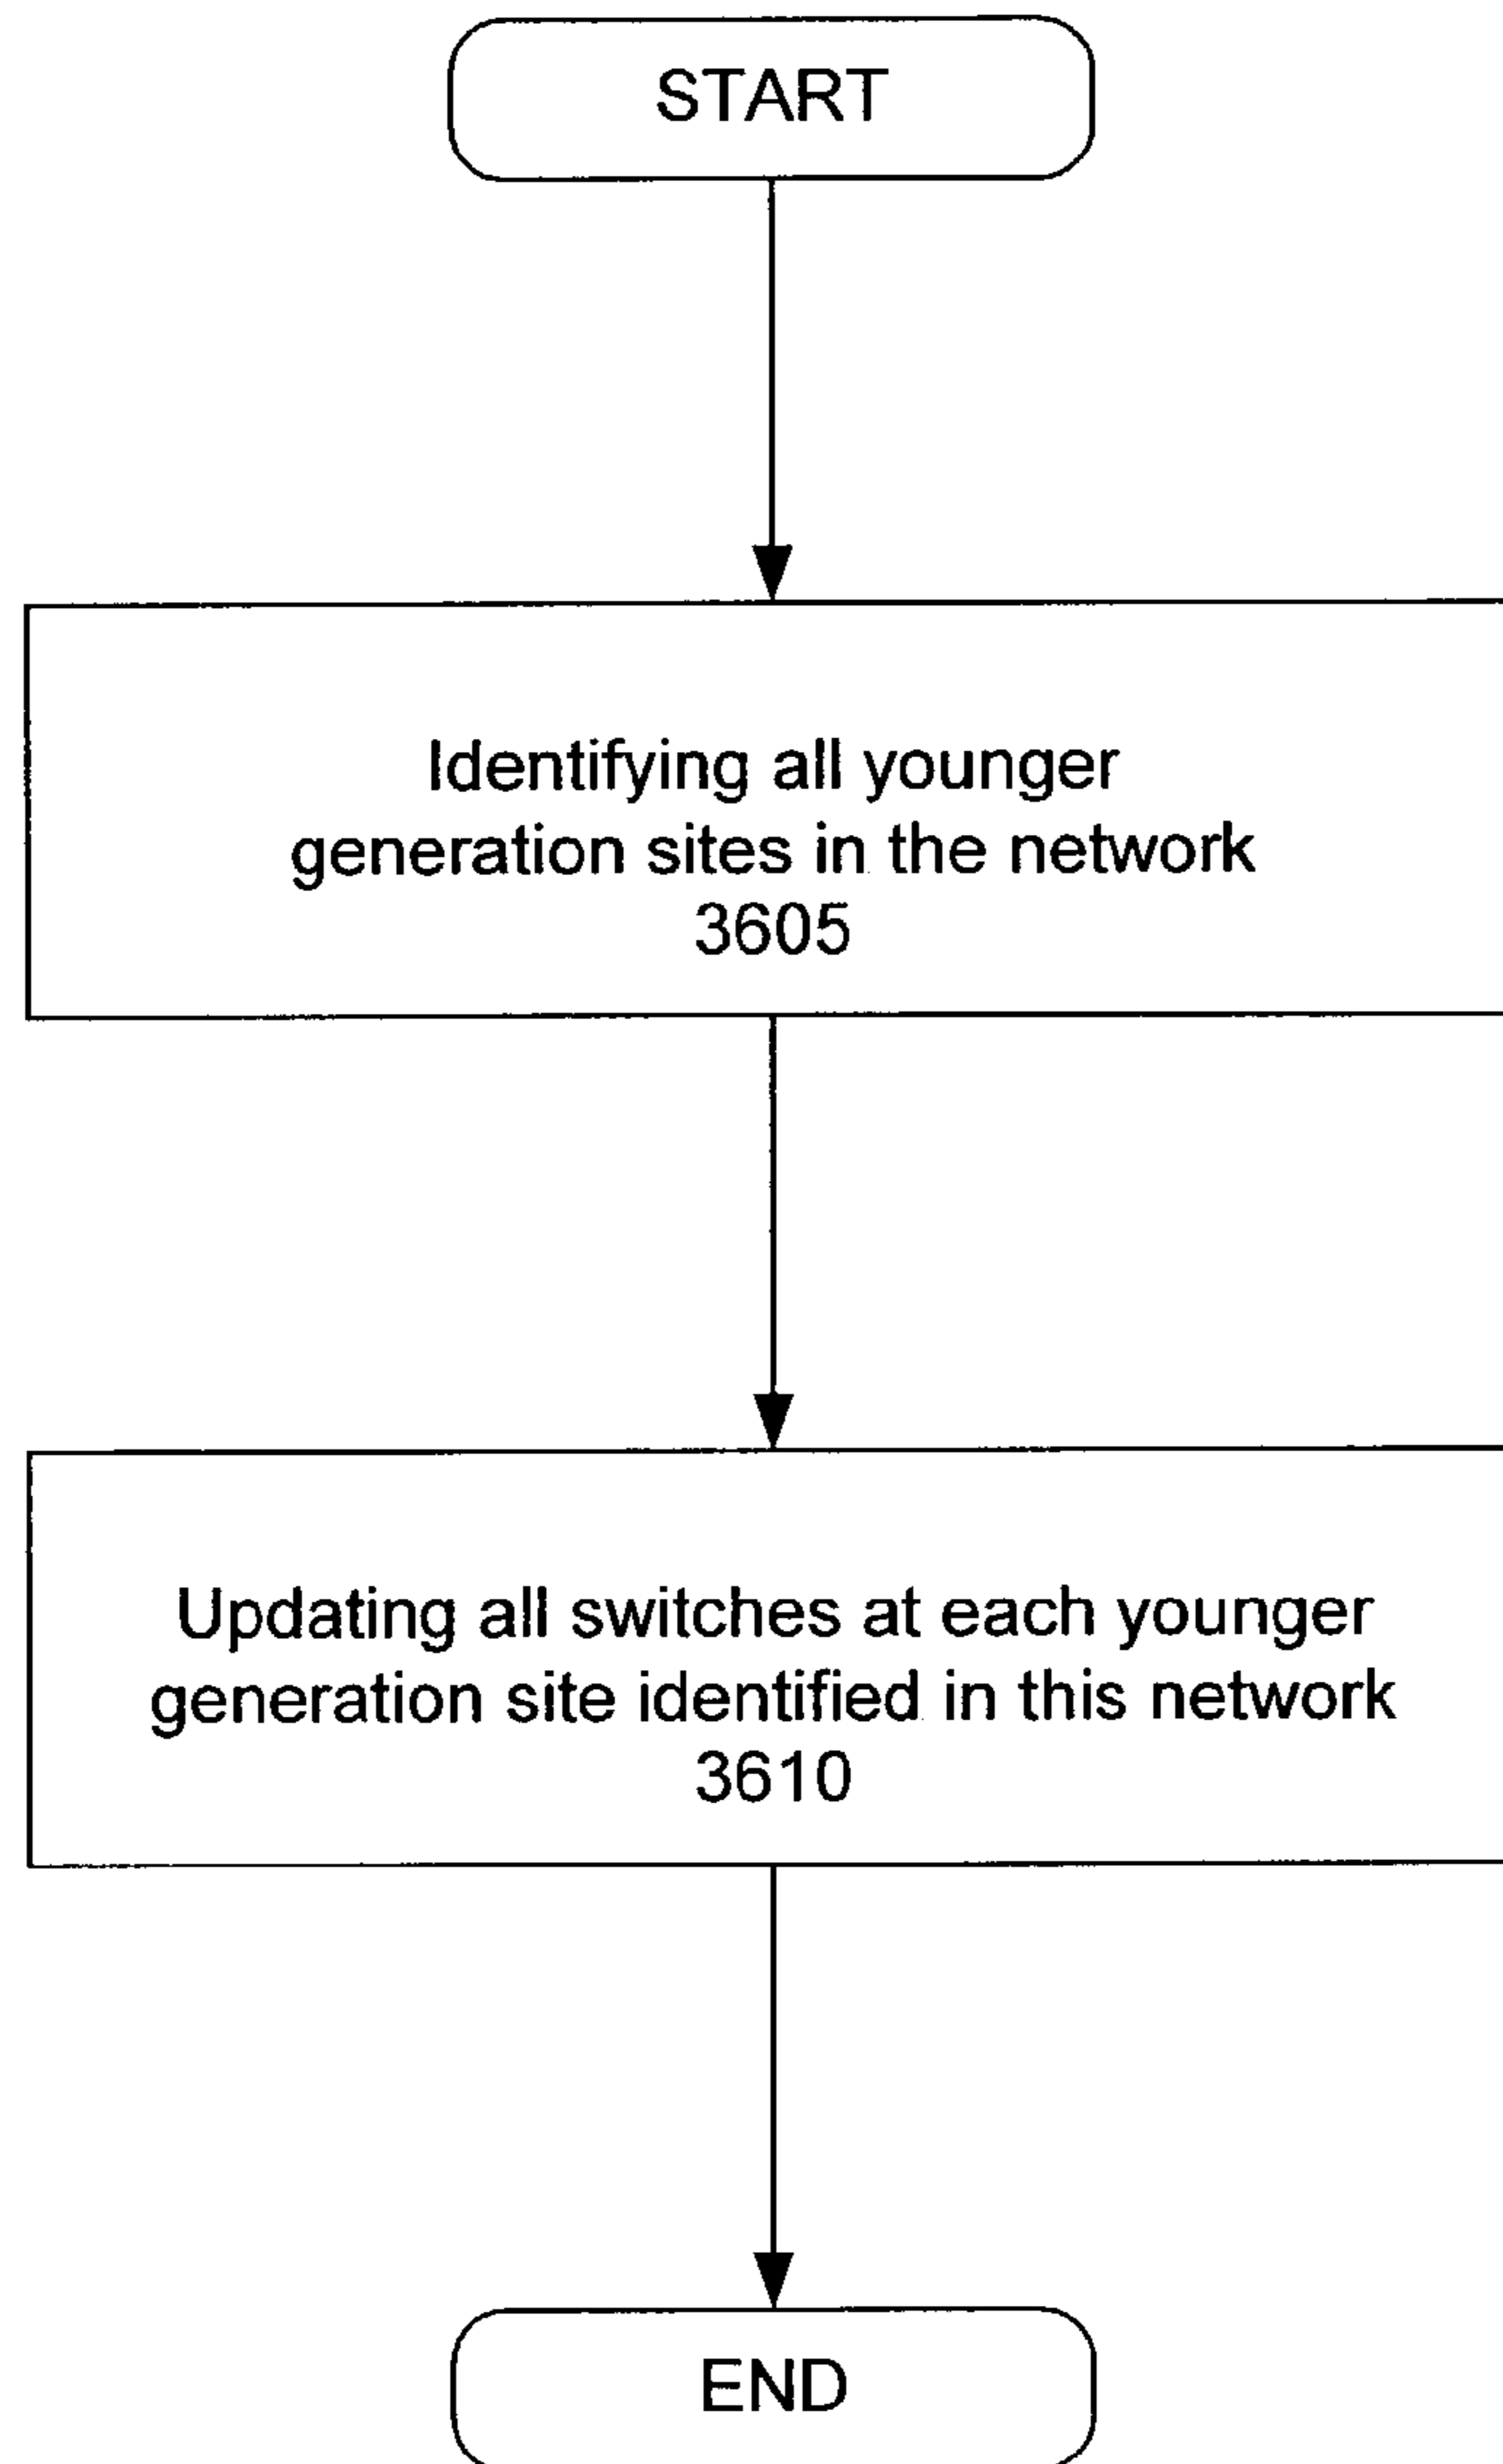 START
Identifying all younger
generation sites in the network
3605
Updating all switches at each younger
generation site identified in this network
3610
END